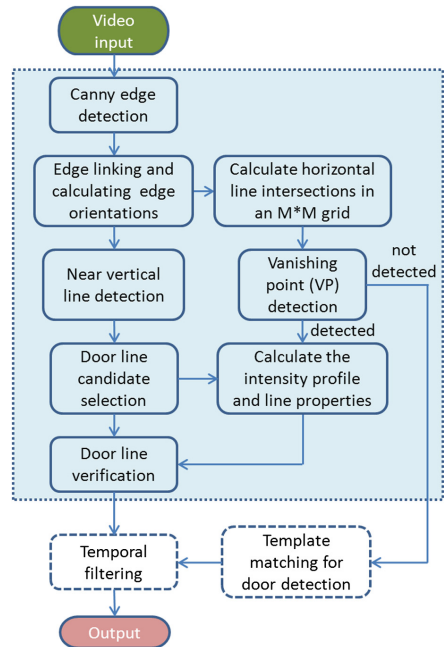 Video
input
Canny edge
detection
Edge linking and
calculating edge
orientations
Calculate horizontal
line intersections in
an M*M grid
Near vertical
line detection
Vanishing
point (VP)
detection
not
detected
detected
Door line
candidate
selection
Calculate the
intensity profile
and line properties
Door line
verification
Temporal
filtering
Template
matching for
door detection
Output